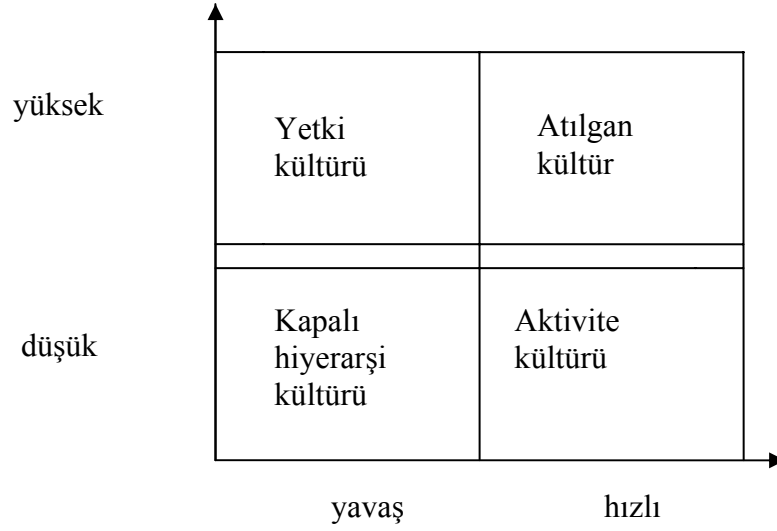 yüksek
Yetki
kültürü
Atılgan
kültür
düşük
Kapalı
hiyerarşi
kültürü
Aktivite
kültürü
yavaş
hızlı